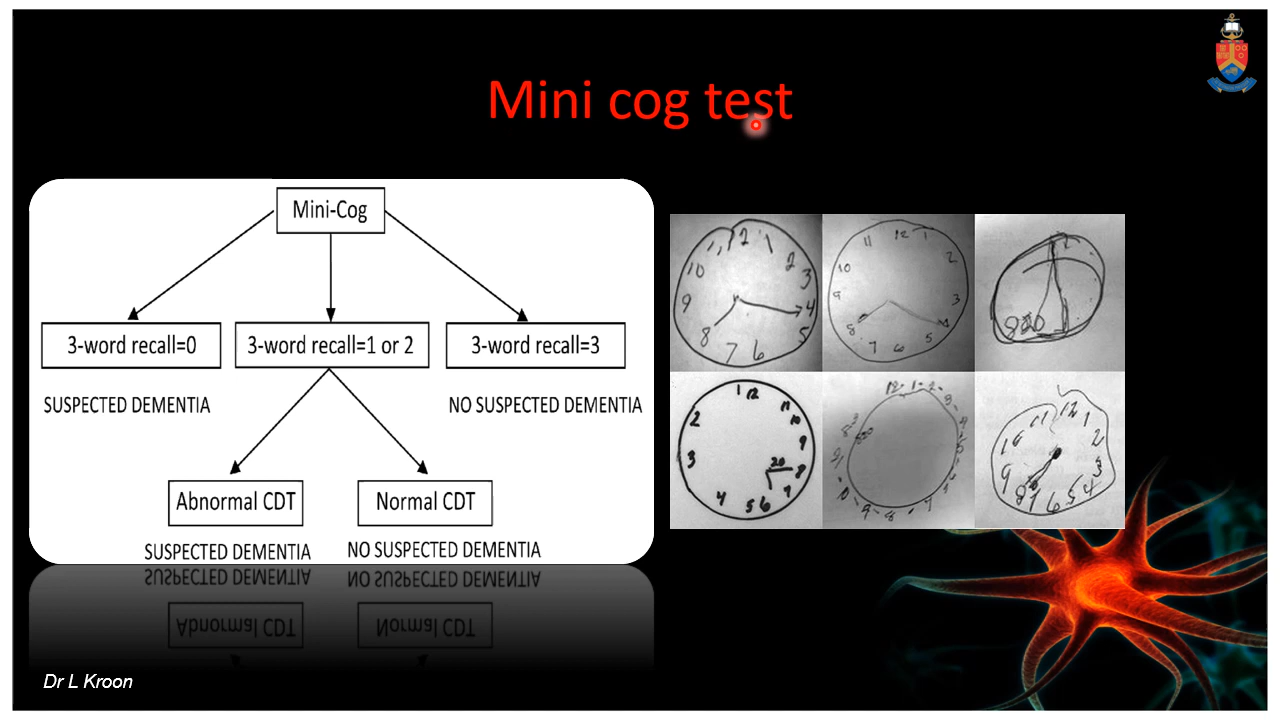 Mini cog test
Mini-Cog
3-word recall=0
3-word recall=1 or 2
3-word recall=3
SUSPECTED DEMENTIA
NO SUSPECTED DEMENTIA
Abnormal CDT
Normal CDT
SUSPECTED DEMENTIA
NO SUSPECTED DEMENTIA
Dr L Kroon